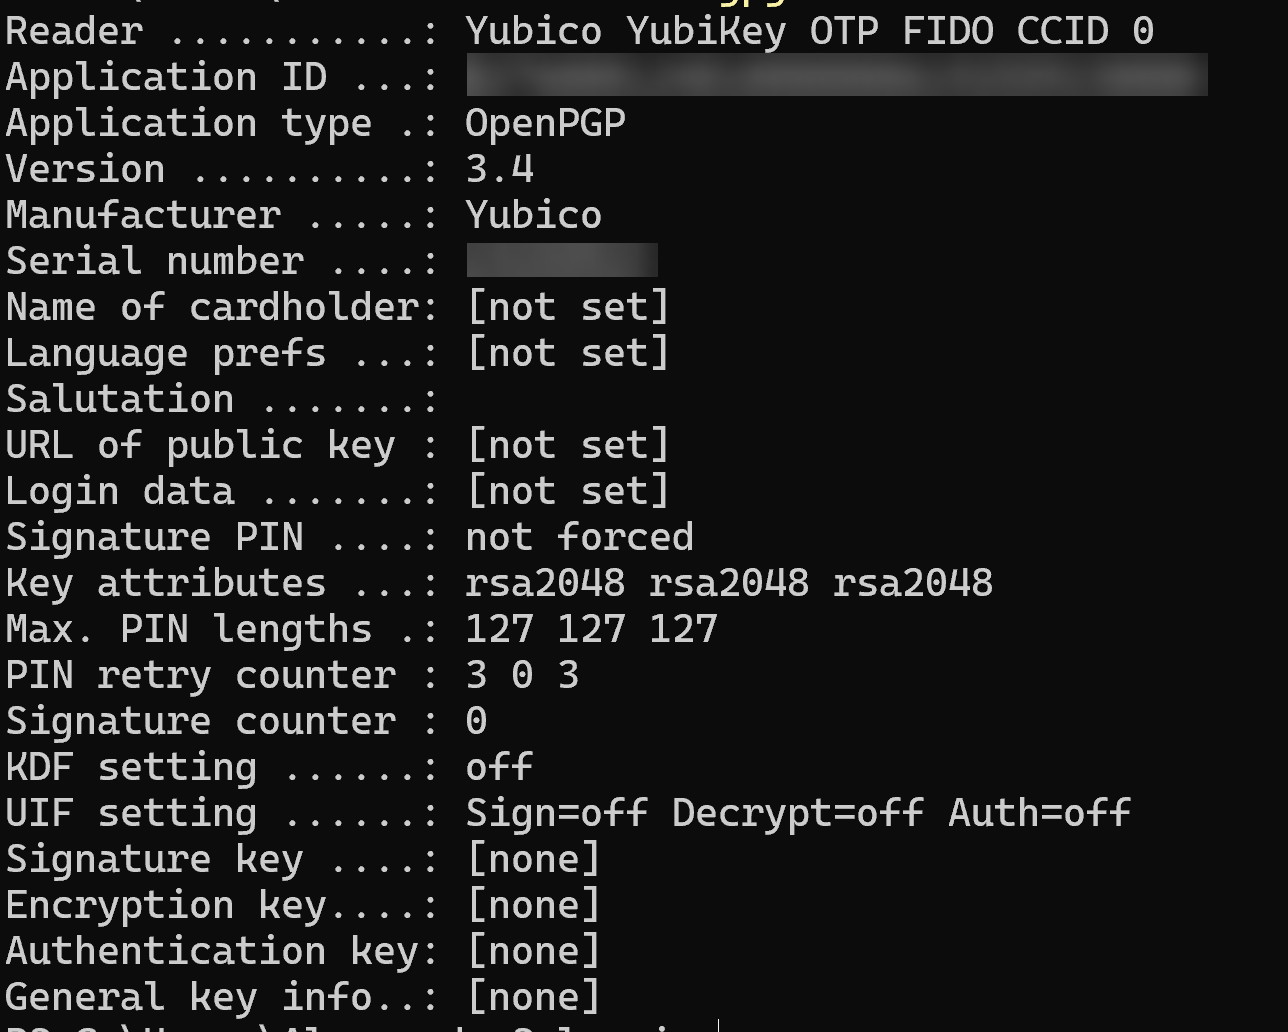 Reader ...........: Yubico YubiKey OTP FIDO CCID 0
Application ID ...:
Application type .: OpenPGP
Version ..........: 3.4
Manufacturer .....: Yubico
Serial number ....:
Name of cardholder: [not set]
Language prefs ...: [not set]
Salutation .......:
URL of public key : [not set]
Login data .......: [not set]
Signature PIN ....: not forced
Key attributes ...: rsa2048 rsa2048 rsa2048
Max. PIN lengths .: 127 127 127
PIN retry counter : 3 0 3
Signature counter : 0
KDF setting ......: off
UIF setting ......: Sign=off Decrypt=off Auth=off
Signature key ....: [none]
Encryption key....: [none]
Authentication key: [none]
General key info..: [none]